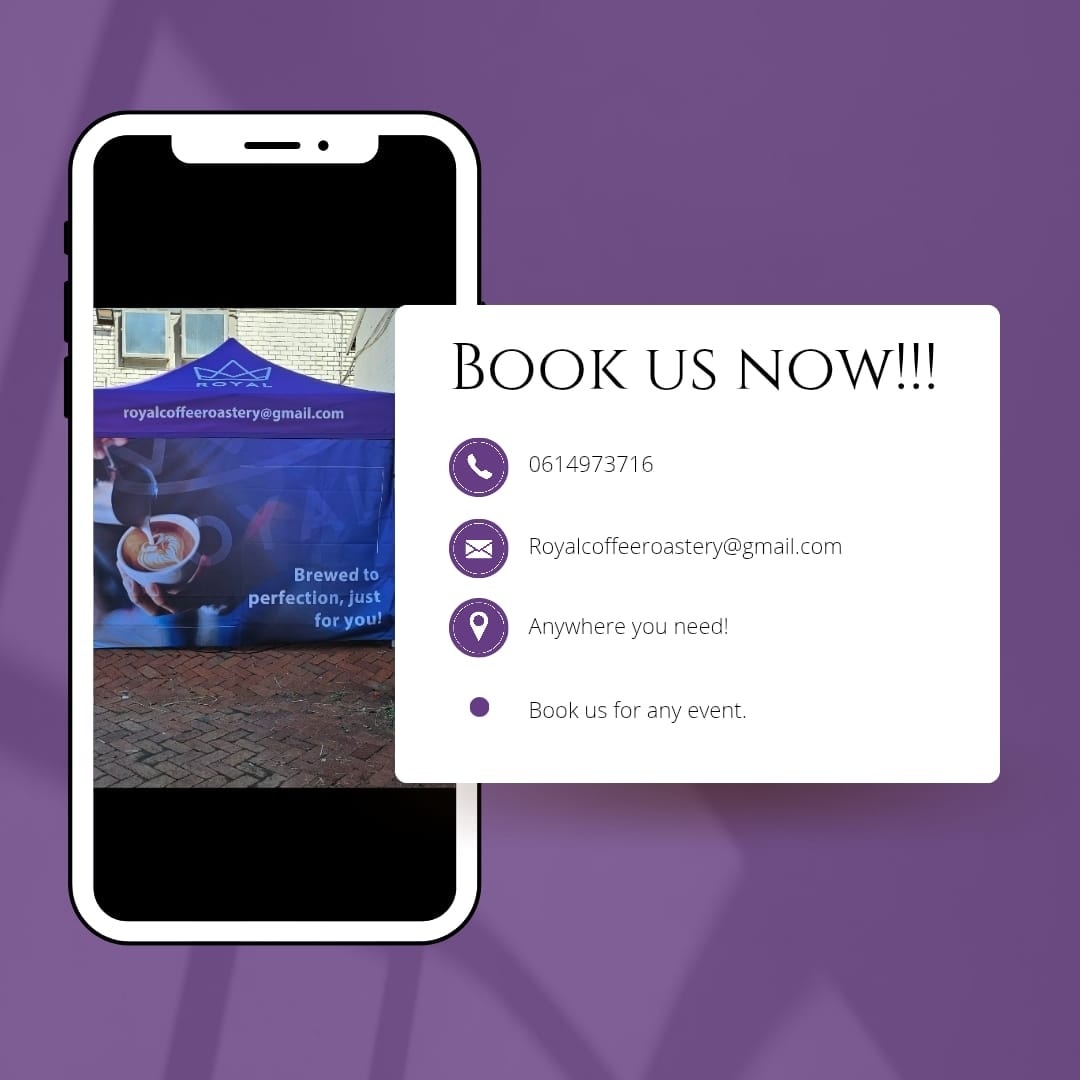 ROYAL
royalcoffeeroastery@gmail.com
ROYAL
Brewed to
perfection, just
for you!
BOOK US NOW!!!
0614973716
Royalcoffeeroastery@gmail.com
Anywhere you need!
Book us for any event.